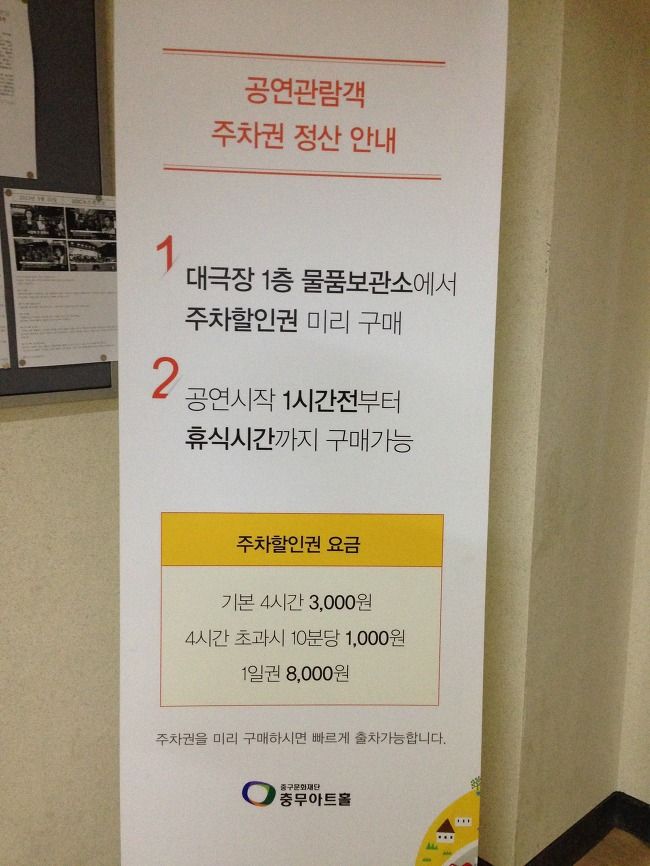 공연관람객
주차권 정산 안내
1
대극장 1층 물품보관소에서
주차할인권 미리 구매
2
공연시작 1시간전부터
휴식시간까지 구매가능
주차할인권 요금
기본 4시간 3,000원
4시간 초과시 10분당 1,000원
1일권 8,000원
주차권을 미리 구매하시면 빠르게 출차가능합니다.
중구문화재단
충무아트홀